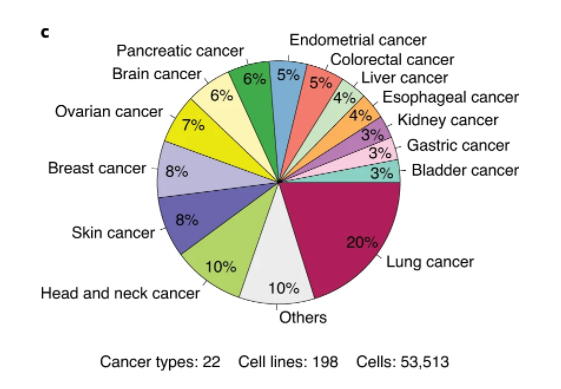 c
Pancreatic cancer
Endometrial cancer
Brain cancer
Colorectal cancer
Liver cancer
Ovarian cancer
Esophageal cancer
Kidney cancer
Breast cancer
Gastric cancer
Bladder cancer
Skin cancer
Lung cancer
Head and neck cancer
Others
6%
5%
5%
6%
4%
4%
7%
3%
3%
8%
3%
8%
20%
10%
10%
Cancer types: 22 Cell lines: 198 Cells: 53,513